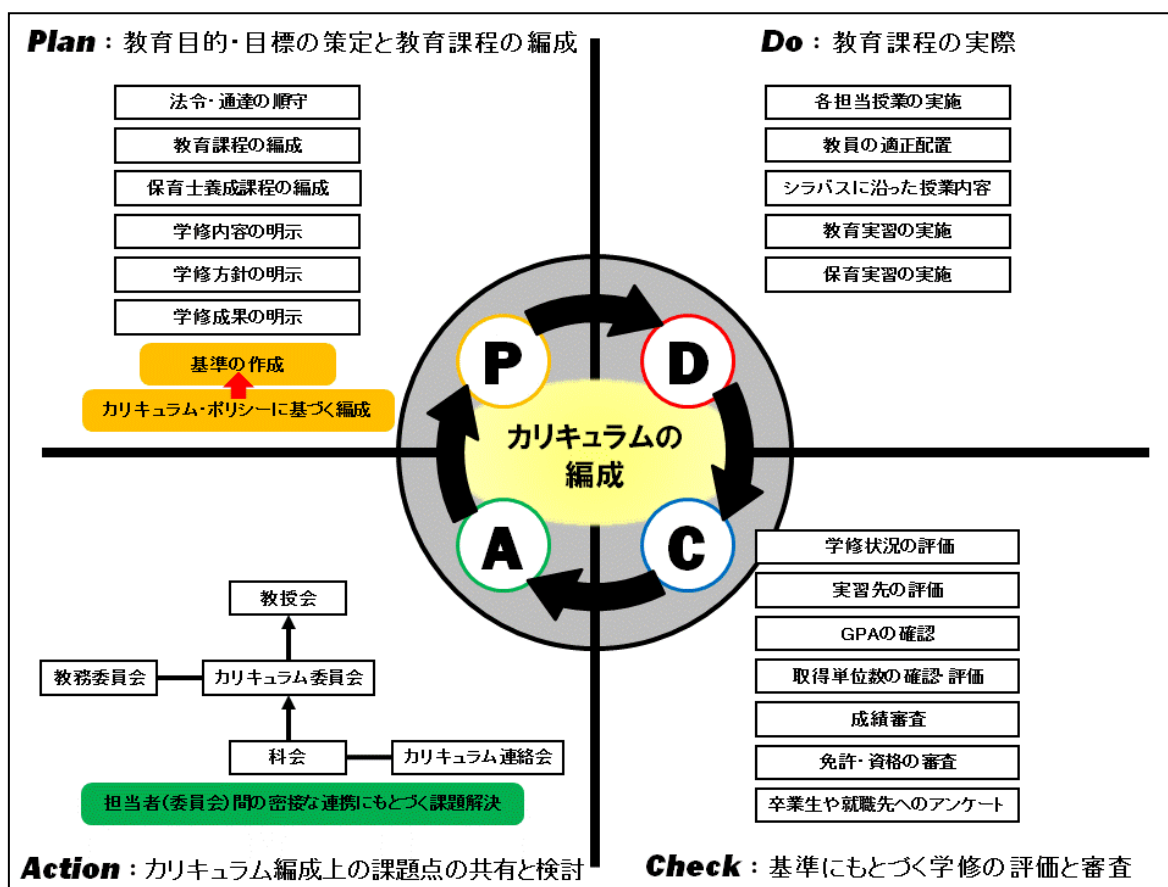 Plan：教育目的・目標の策定と教育課程の編成
法令・通達の順守
教育課程の編成
保育士養成課程の編成
学修内容の明示
学修方針の明示
学修成果の明示
基準の作成
カリキュラム・ポリシーに基づく編成
Do：教育課程の実際
各担当授業の実施
教員の適正配置
シラバスに沿った授業内容
教育実習の実施
保育実習の実施
P
D
カリキュラムの
編成
A
C
教授会
教務委員会
カリキュラム委員会
科会
カリキュラム連絡会
担当者(委員会)間の密接な連携にもとづく課題解決
Action：カリキュラム編成上の課題点の共有と検討
学修状況の評価
実習先の評価
GPAの確認
取得単位数の確認・評価
成績審査
免許・資格の審査
卒業生や就職先へのアンケート
Check：基準にもとづく学修の評価と審査